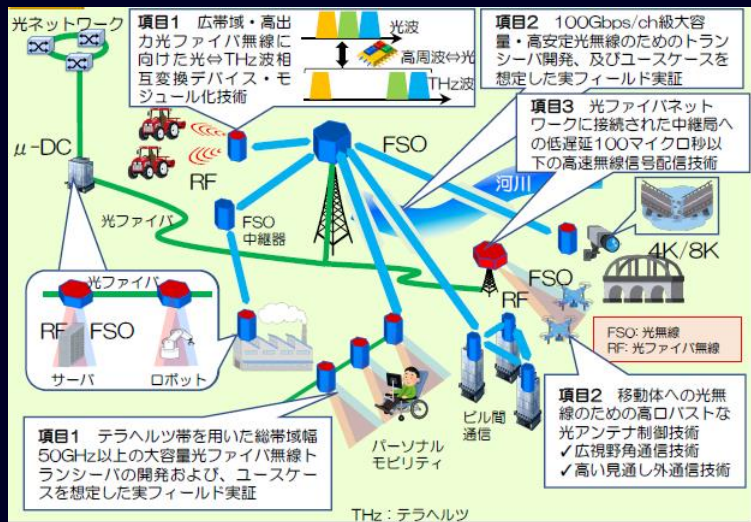 光ネットワーク
項目1 広帯域・高出
力光ファイバ無線に
向けた光⇔THz波相
互変換デバイス・モ
ジュール化技術
光波
高周波⇔光
THz波
項目2 100Gbps/ch級大容
量・高安定光無線のためのトラン
シーバ開発、及びユースケースを
想定した実フィールド実証
項目3 光ファイバネット
ワークに接続された中継局へ
の低遅延100マイクロ秒以
下の高速無線信号配信技術
μ-DC
RF
FSO
河川
光ファイバ
FSO
中継器
4K/8K
光ファイバ
RF FSO
サーバ
ロボット
FSO
RF
FSO: 光無線
RF: 光ファイバ無線
項目1 テラヘルツ帯を用いた総帯域幅
50GHz以上の大容量光ファイバ無線ト
ランシーバの開発および、ユースケー
スを想定した実フィールド実証
パーソナル
モビリティ
ビル間
通信
項目2 移動体への光無
線のための高ロバストな
光アンテナ制御技術
✓広視野角通信技術
✓高い見通し外通信技術
THz：テラヘルツ